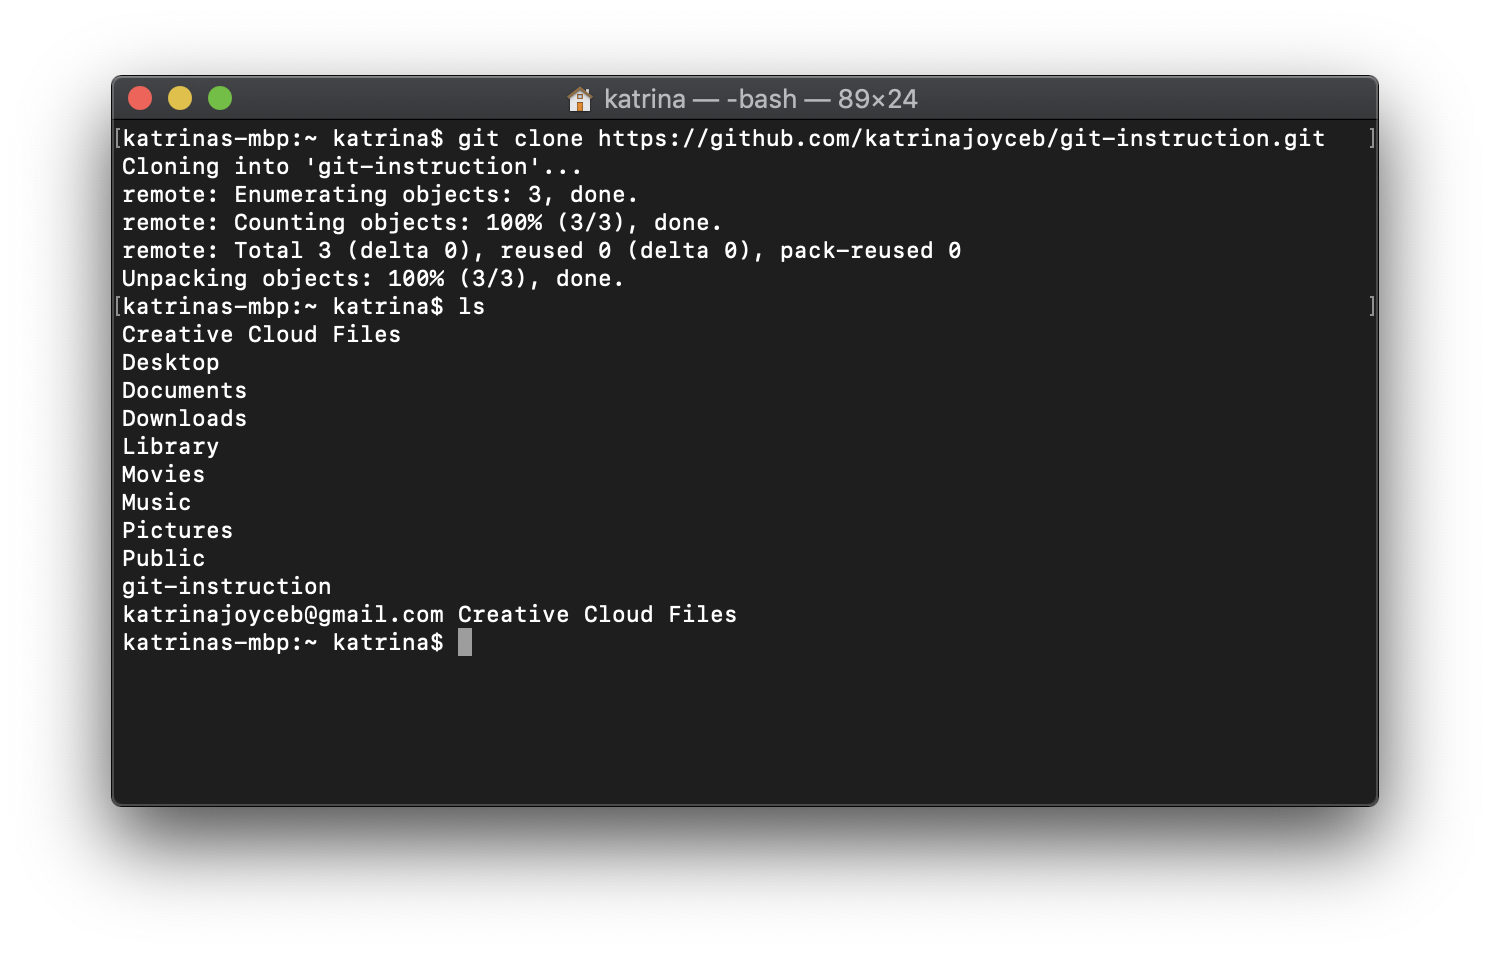 katrina — -bash — 89×24
[katrinas-mbp:~ katrina$ git clone https://github.com/katrinajoyceb/git-instruction.git ]
Cloning into 'git-instruction'...
remote: Enumerating objects: 3, done.
remote: Counting objects: 100% (3/3), done.
remote: Total 3 (delta 0), reused 0 (delta 0), pack-reused 0
Unpacking objects: 100% (3/3), done.
[katrinas-mbp:~ katrina$ ls ]
Creative Cloud Files
Desktop
Documents
Downloads
Library
Movies
Music
Pictures
Public
git-instruction
katrinajoyceb@gmail.com Creative Cloud Files
katrinas-mbp:~ katrina$